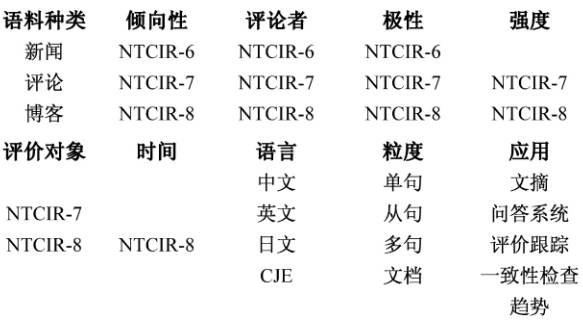 语料种类 倾向性 评论者 极性 强度
新闻 NTCIR-6 NTCIR-6 NTCIR-6
评论 NTCIR-7 NTCIR-7 NTCIR-7 NTCIR-7
博客 NTCIR-8 NTCIR-8 NTCIR-8 NTCIR-8
评价对象 时间 语言 粒度 应用
中文 单句 文摘
NTCIR-7 英文 从句 问答系统
NTCIR-8 NTCIR-8 日文 多句 评价跟踪
CJE 文档 一致性检查
趋势